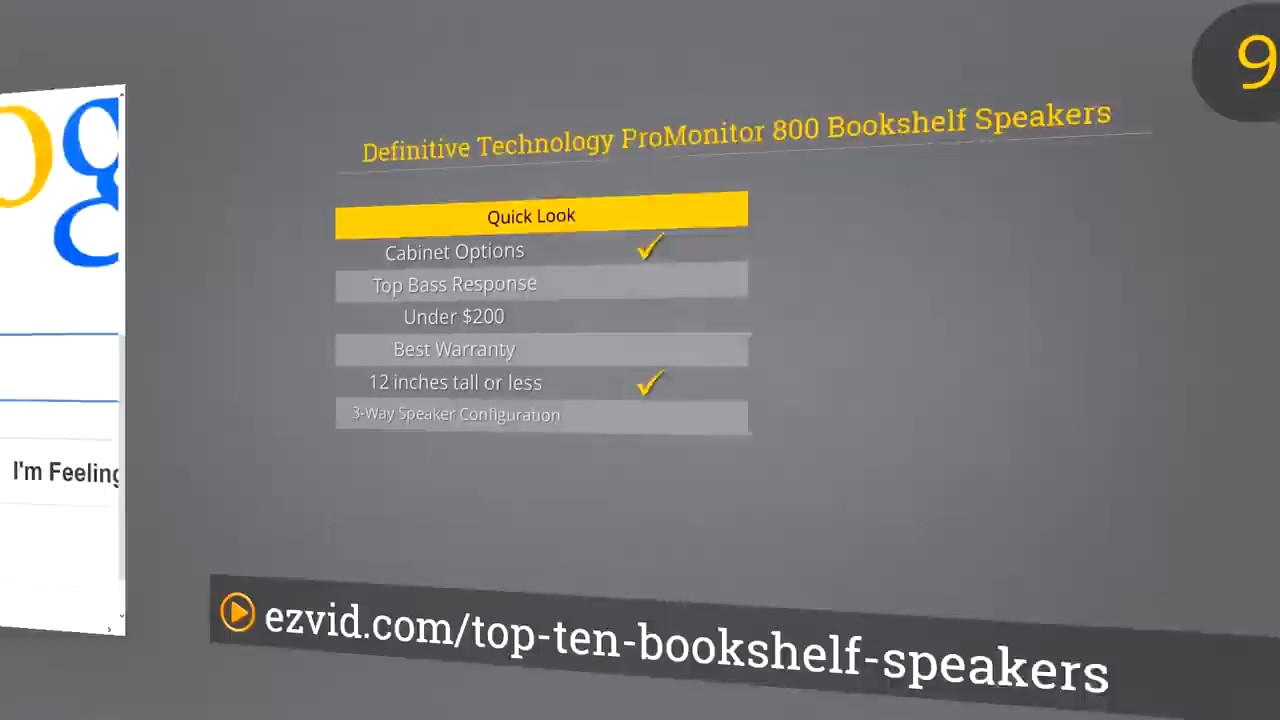 og
9
Definitive Technology ProMonitor 800 Bookshelf Speakers
Quick Look
Cabinet Options
Top Bass Response
Under $200
Best Warranty
12 inches tall or less
3-Way Speaker Configuration
I'm Feeling
ezvid.com/top-ten-bookshelf-speakers